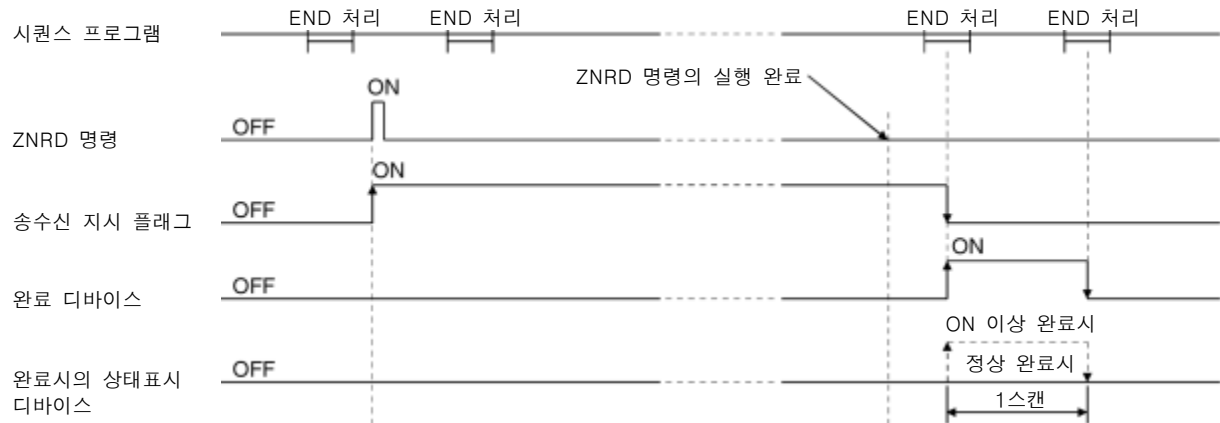 END 처리 END 처리 END 처리 END 처리
시퀀스 프로그램
ZNRD 명령의 실행 완료
ON
OFF
ZNRD 명령
ON
OFF
송수신 지시 플래그
ON
OFF
완료 디바이스
ON 이상 완료시
OFF
정상 완료시
완료시의 상태표시
디바이스
1스캔